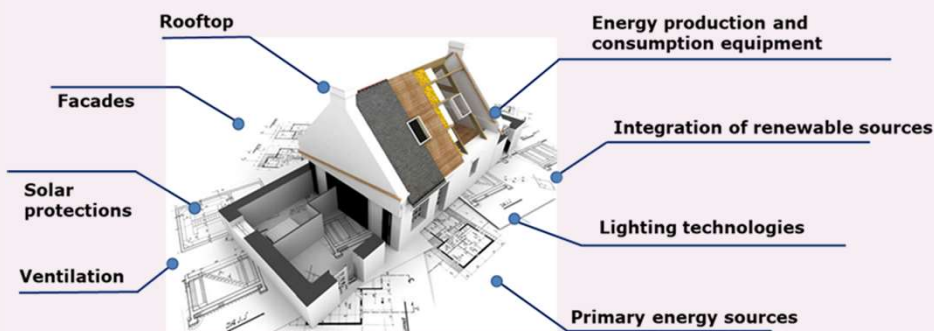 Rooftop
Energy production and
consumption equipment
Facades
Integration of renewable sources
Solar
protections
Lighting technologies
Ventilation
Primary energy sources